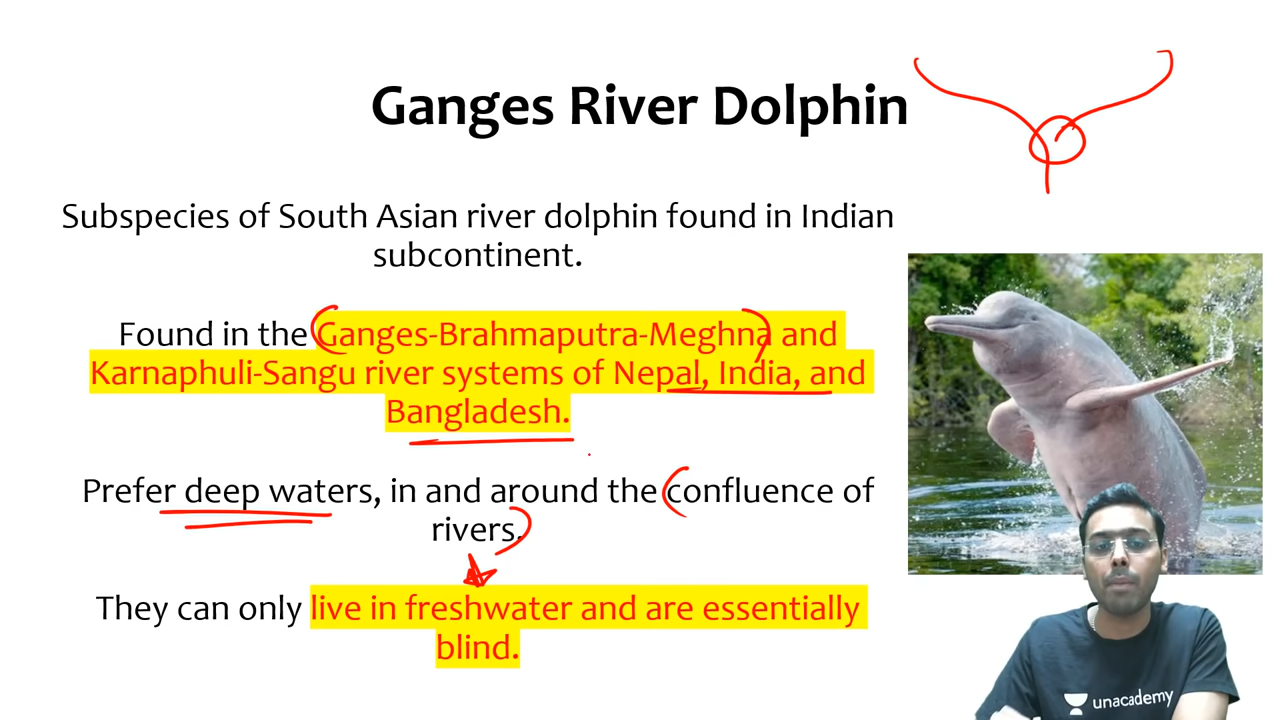 Ganges River Dolphin
Subspecies of South Asian river dolphin found in Indian
subcontinent.
Found in the Ganges-Brahmaputra-Meghna and
Karnaphuli-Sangu river systems of Nepal, India, and
Bangladesh.
Prefer deep waters, in and around the confluence of
rivers.
They can only live in freshwater and are essentially
blind.
unacademy